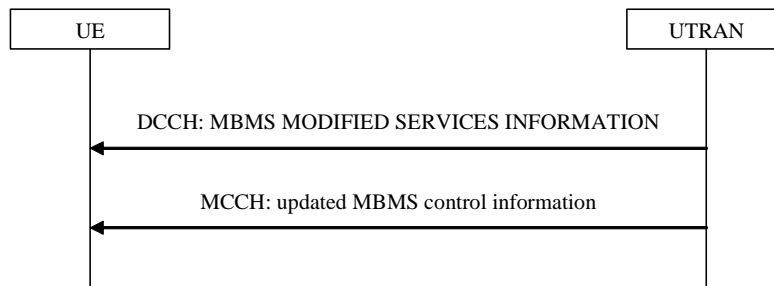 UE
UTRAN
DCCH: MBMS MODIFIED SERVICES INFORMATION
MCCH: updated MBMS control information